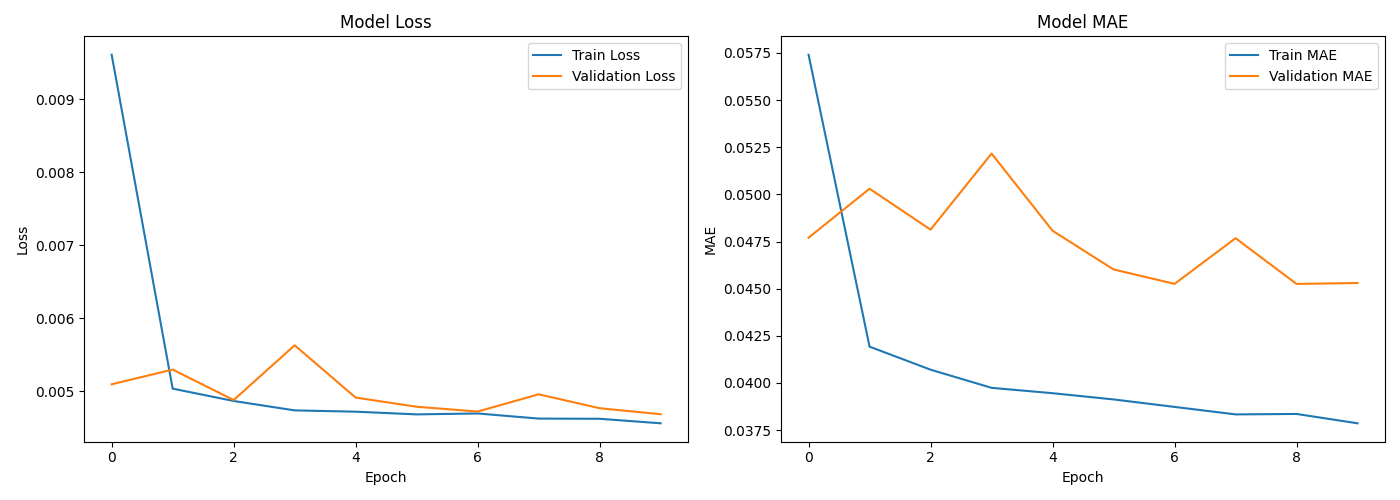 Model Loss
Train Loss
Validation Loss
0.009
0.008
0.007
0.006
0.005
Loss
0 2 4 6 8
Epoch
Model MAE
Train MAE
Validation MAE
0.0575
0.0550
0.0525
0.0500
0.0475
0.0450
0.0425
0.0400
0.0375
MAE
0 2 4 6 8
Epoch